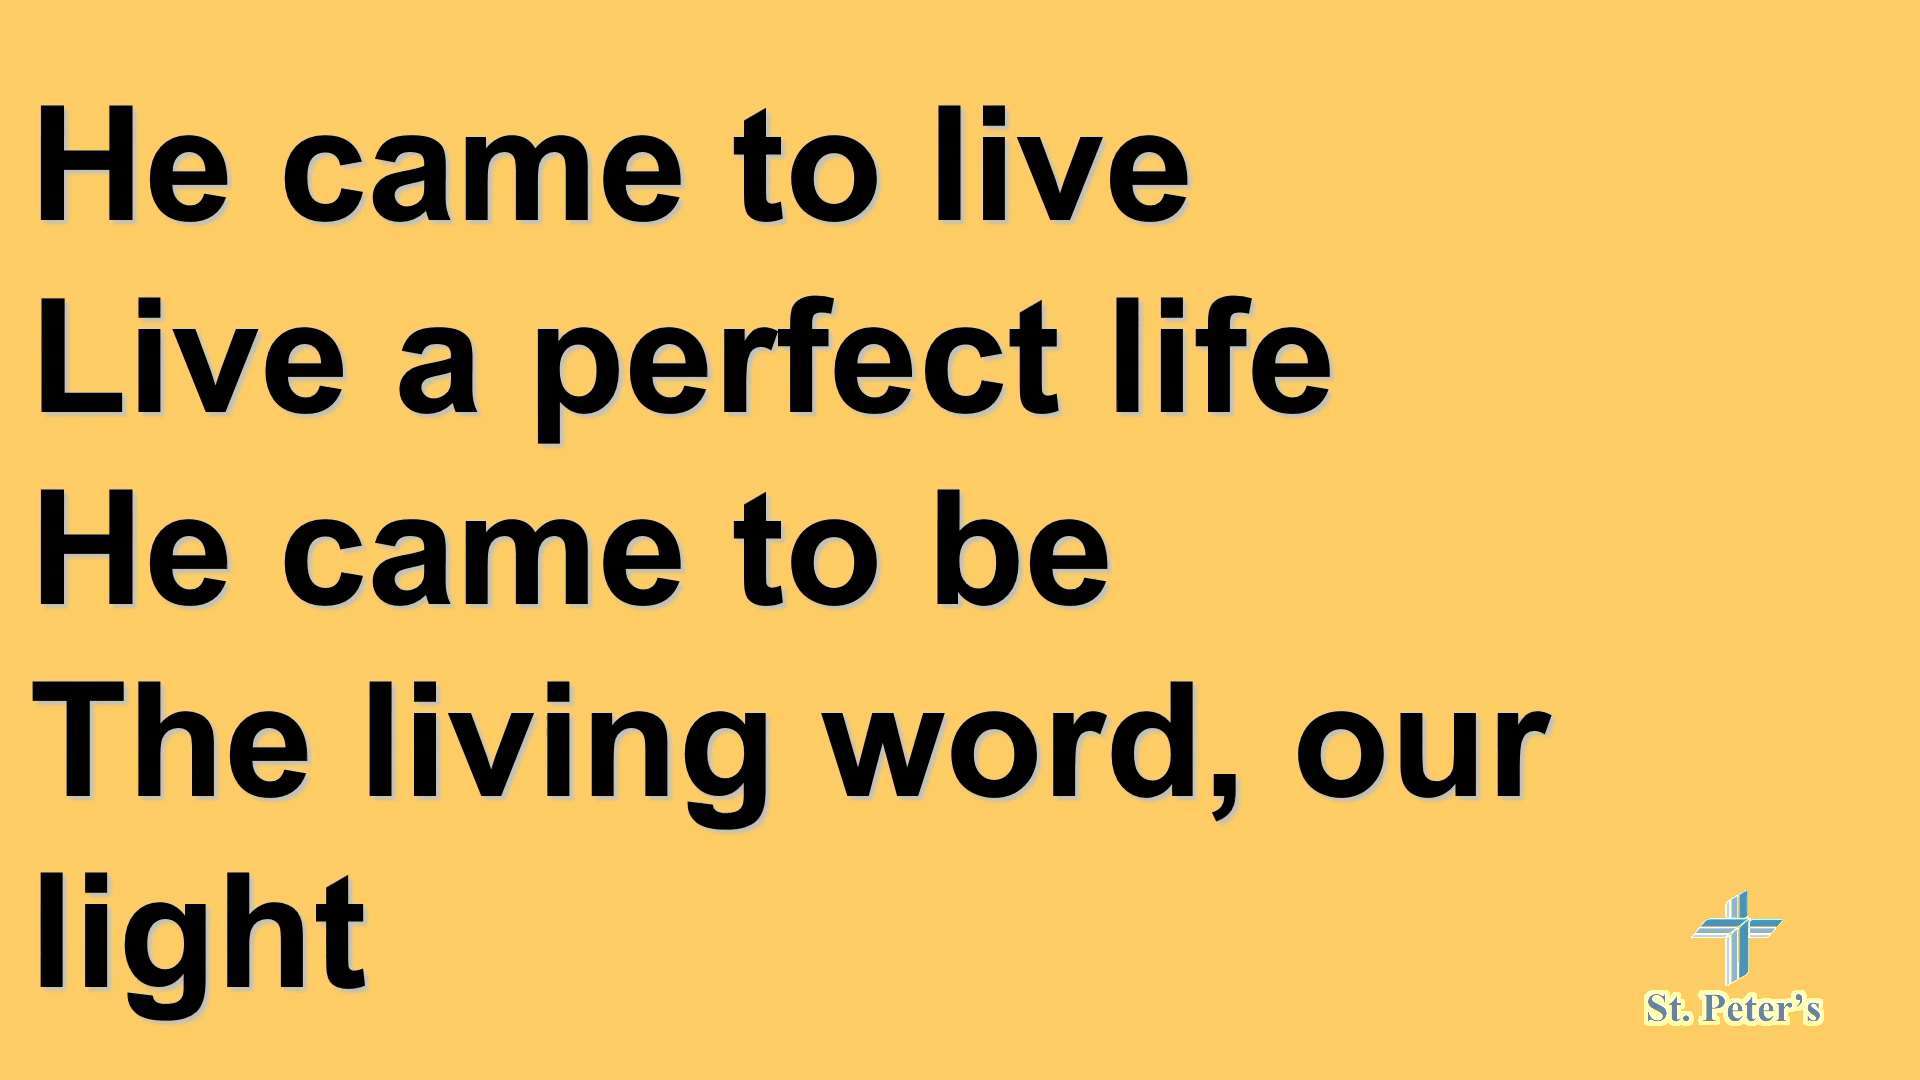 He came to live
Live a perfect life
He came to be
The living word, our
light
St. Peter’s